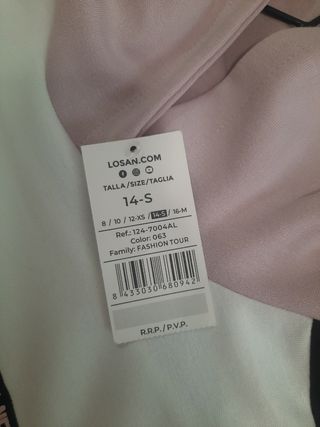 LOSAN.COM
TALLA/SIZE/TAGLIA
14-S
8 / 10 / 12-XS / 14-S / 16-M
Ref.: 124-7004AL
Color: 063
Family: FASHION TOUR
8 433030 680942
R.R.P./P.V.P.